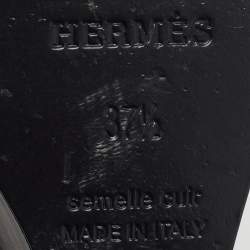 HERMÈS
37½
semelle cuir
MADE IN ITALY